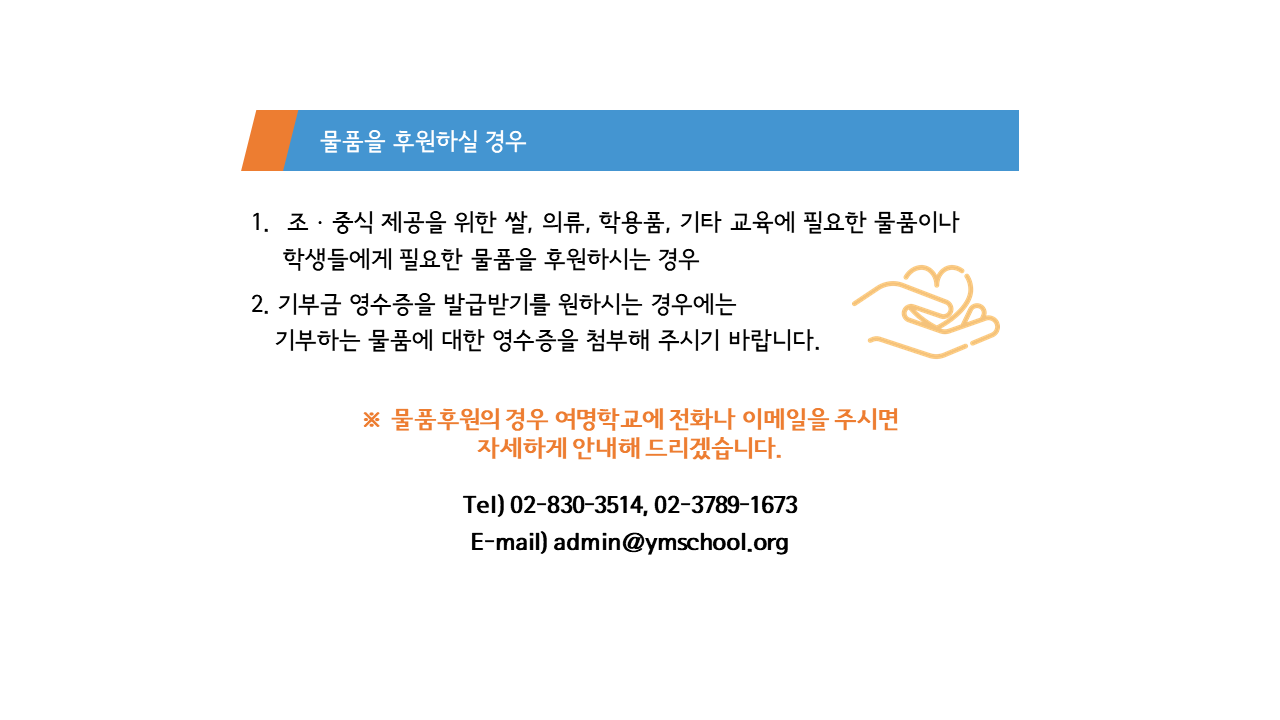 물품을 후원하실 경우
1. 조 · 중식 제공을 위한 쌀, 의류, 학용품, 기타 교육에 필요한 물품이나
학생들에게 필요한 물품을 후원하시는 경우
2. 기부금 영수증을 발급받기를 원하시는 경우에는
기부하는 물품에 대한 영수증을 첨부해 주시기 바랍니다.
※ 물품후원의 경우 여명학교에 전화나 이메일을 주시면
자세하게 안내해 드리겠습니다.
Tel) 02-830-3514, 02-3789-1673
E-mail) admin@ymschool.org